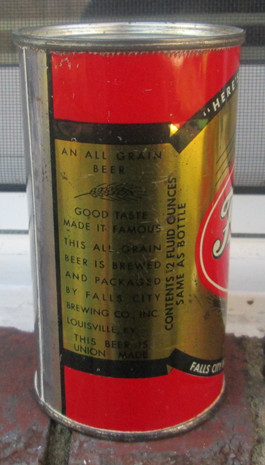 AN ALL GRAIN
BEER
GOOD TASTE
MADE IT FAMOUS
THIS ALL GRAIN
BEER IS BREWED
AND PACKAGED
BY FALLS CITY
BREWING CO., INC.
LOUISVILLE, KY.
THIS BEER IS
UNION MADE
CONTENTS 12 FLUID OUNCES
SAME AS BOTTLE
"HERE
FALLS CITY